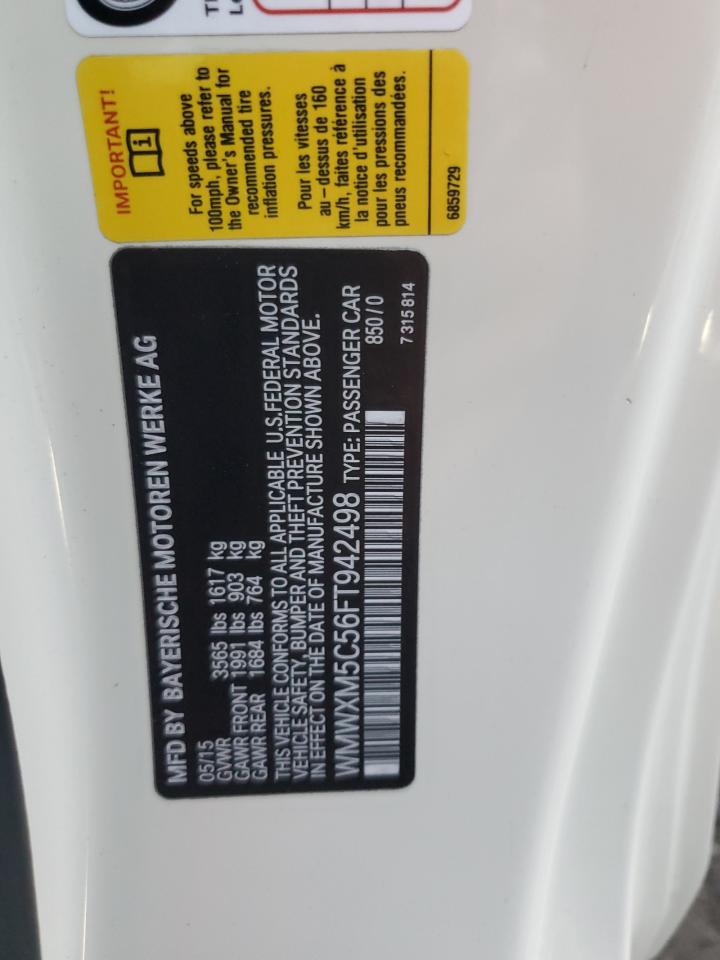 IMPORTANT!
For speeds above
100mph, please refer to
the Owner's Manual for
recommended tire
inflation pressures.
Pour les vitesses
au-dessus de 160
km/h, faites référence à
la notice d'utilisation
pour les pressions des
pneus recommandées.
6859729
MFD BY BAYERISCHE MOTOREN WERKE AG
05/15
GVWR 3565 lbs 1617 kg
GAWR FRONT 1991 lbs 903 kg
GAWR REAR 1684 lbs 764 kg
THIS VEHICLE CONFORMS TO ALL APPLICABLE U.S.FEDERAL MOTOR
VEHICLE SAFETY, BUMPER AND THEFT PREVENTION STANDARDS
IN EFFECT ON THE DATE OF MANUFACTURE SHOWN ABOVE.
WMWXM5C56FT942498 TYPE: PASSENGER CAR
850/0
7315814